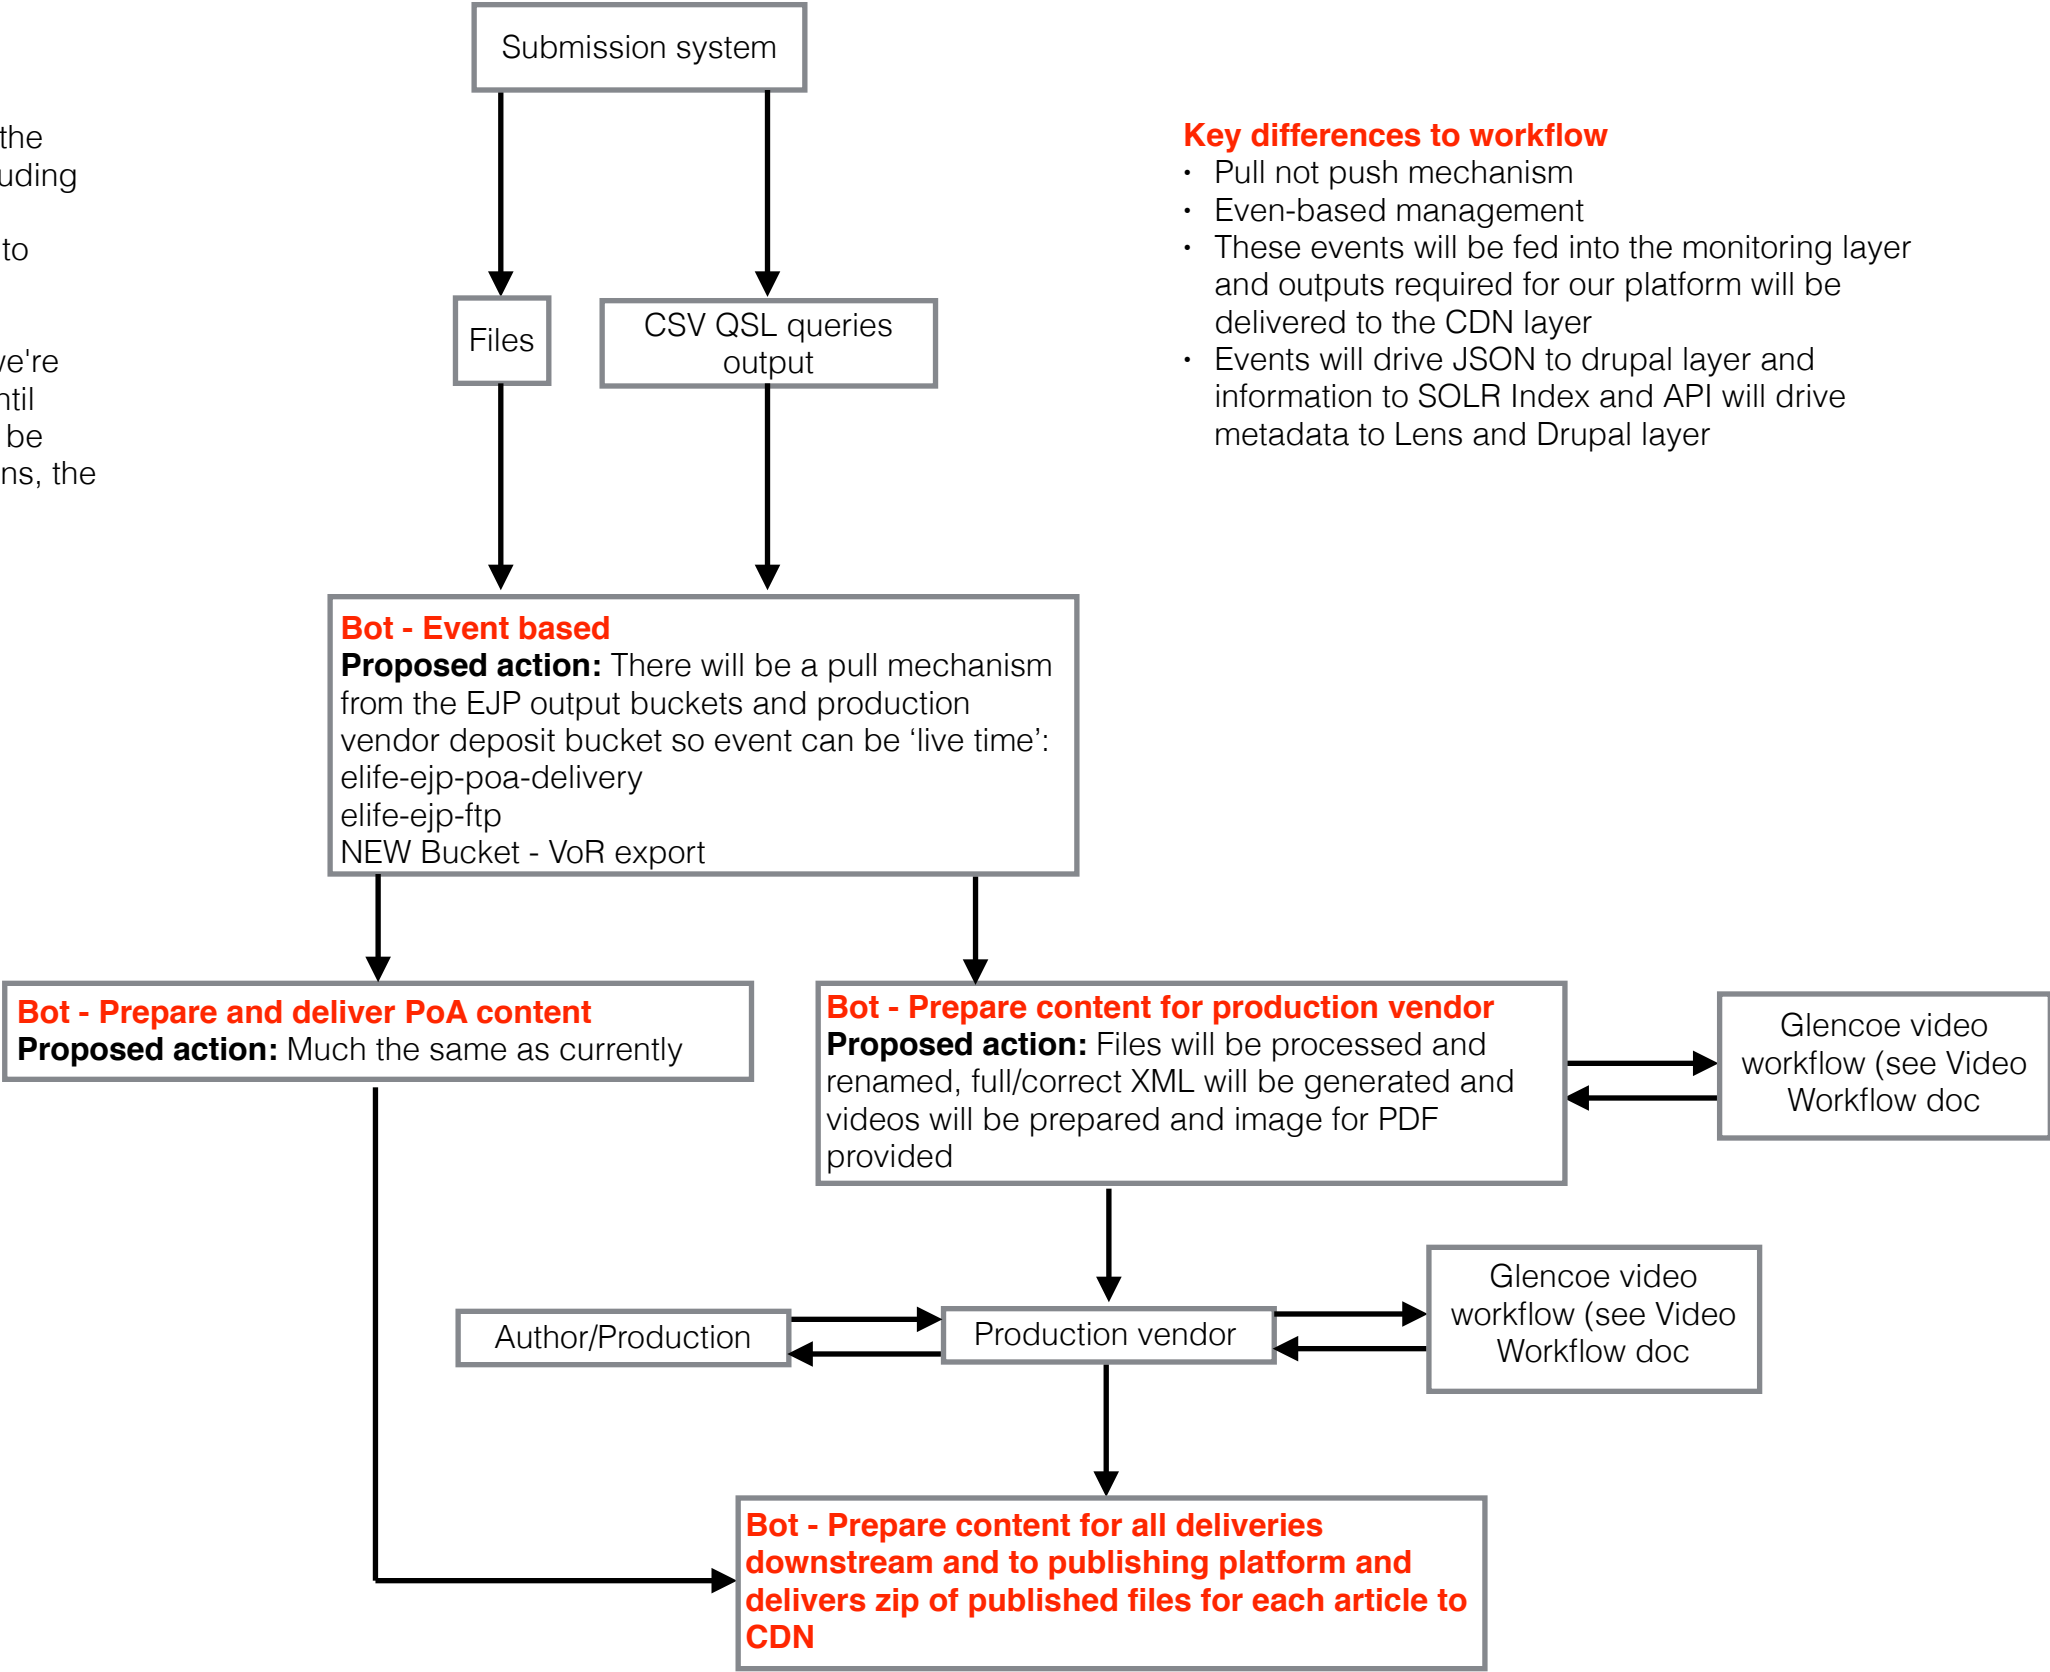 Submission system
the
uding
to
ve're
ntil
be
ns, the
Key differences to workflow
• Pull not push mechanism
• Even-based management
• These events will be fed into the monitoring layer
and outputs required for our platform will be
delivered to the CDN layer
• Events will drive JSON to drupal layer and
information to SOLR Index and API will drive
metadata to Lens and Drupal layer
Files
CSV QSL queries
output
Bot - Event based
Proposed action: There will be a pull mechanism
from the EJP output buckets and production
vendor deposit bucket so event can be ‘live time’:
elife-ejp-poa-delivery
elife-ejp-ftp
NEW Bucket - VoR export
Bot - Prepare and deliver PoA content
Proposed action: Much the same as currently
Bot - Prepare content for production vendor
Proposed action: Files will be processed and
renamed, full/correct XML will be generated and
videos will be prepared and image for PDF
provided
Glencoe video
workflow (see Video
Workflow doc
Author/Production
Production vendor
Glencoe video
workflow (see Video
Workflow doc
Bot - Prepare content for all deliveries
downstream and to publishing platform and
delivers zip of published files for each article to
CDN